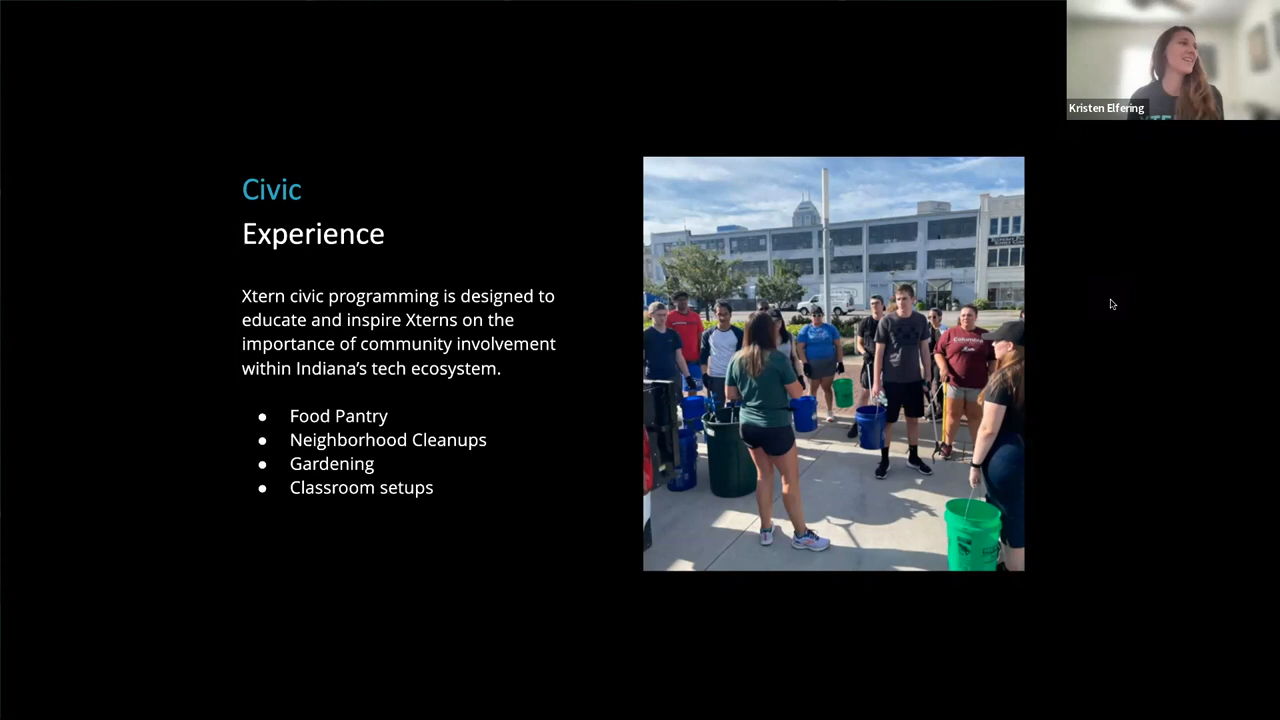 Kristen Elfering
Civic
Experience
Xtern civic programming is designed to
educate and inspire Xterns on the
importance of community involvement
within Indiana's tech ecosystem.
● Food Pantry
● Neighborhood Cleanups
● Gardening
● Classroom setups
Columbus